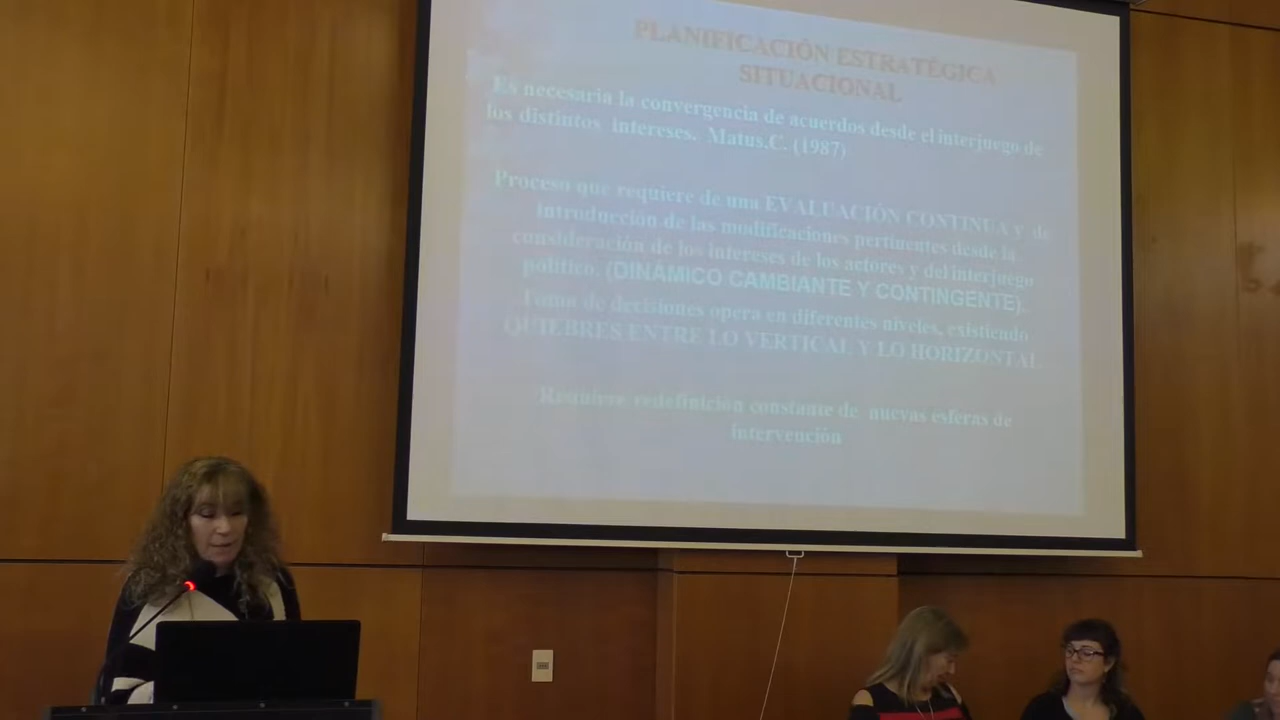 PLANIFICACIÓN ESTRATÉGICA
SITUACIONAL
Es necesaria la convergencia de acuerdos desde el interjuego de
los distintos intereses. Matus.C. (1987)
Proceso que requiere de una EVALUACIÓN CONTINUA y de
introducción de las modificaciones pertinentes desde la
consideración de los intereses de los actores y del interjuego
político. (DINÁMICO CAMBIANTE Y CONTINGENTE).
Toma de decisiones opera en diferentes niveles, existiendo
QUIEBRES ENTRE LO VERTICAL Y LO HORIZONTAL
Requiere redefinición constante de nuevas esferas de
intervención